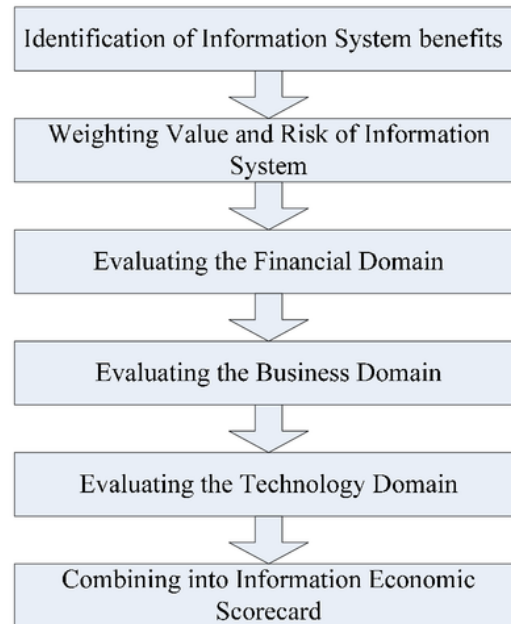 Identification of Information System benefits
Weighting Value and Risk of Information
System
Evaluating the Financial Domain
Evaluating the Business Domain
Evaluating the Technology Domain
Combining into Information Economic
Scorecard